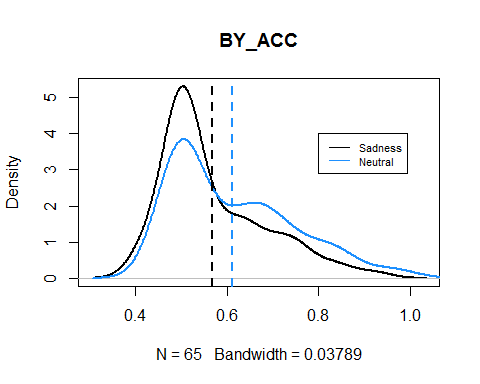 BY_ACC
Density
0
1
2
3
4
5
Sadness
Neutral
0.4 0.6 0.8 1.0
N = 65 Bandwidth = 0.03789